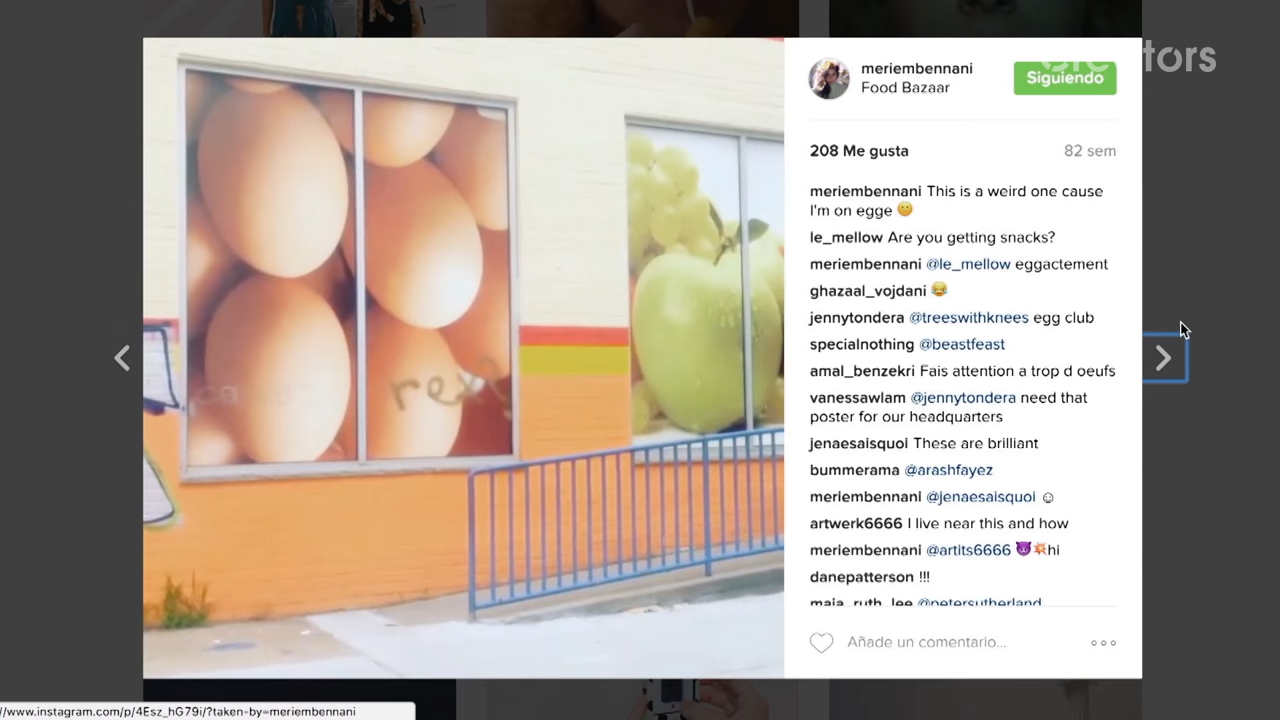 tors
meriembennani
Food Bazaar
Siguiendo
208 Me gusta
82 sem
meriembennani This is a weird one cause
I'm on egge 😶
le_mellow Are you getting snacks?
meriembennani @le_mellow eggactement
ghazaal_vojdani 😂
jennytondera @treeswithknees egg club
specialnothing @beastfeast
amal_benzekri Fais attention a trop d oeufs
vanessawlam @jennytondera need that
poster for our headquarters
jenaesaisquoi These are brilliant
bummerama @arashfayez
meriembennani @jenaesaisquoi ☺
artwerk6666 I live near this and how
meriembennani @artits6666 😈💥hi
danepatterson !!!
maia_ruth_lee @petersutherland
Añade un comentario...
//www.instagram.com/p/4Esz_hG79i/?taken-by=meriembennani